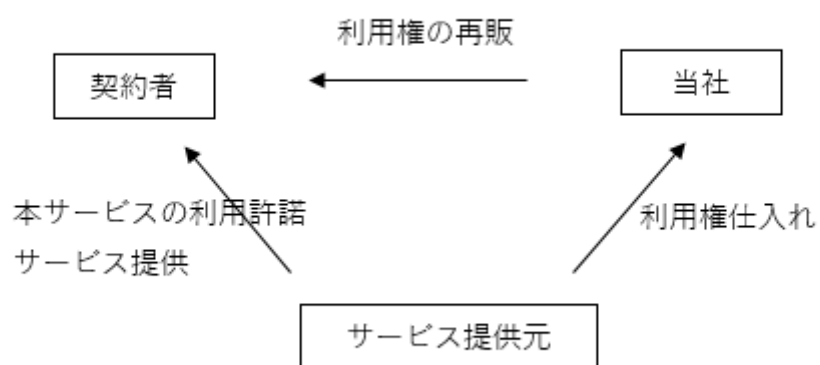 利用権の再販
契約者
当社
本サービスの利用許諾
サービス提供
利用権仕入れ
サービス提供元